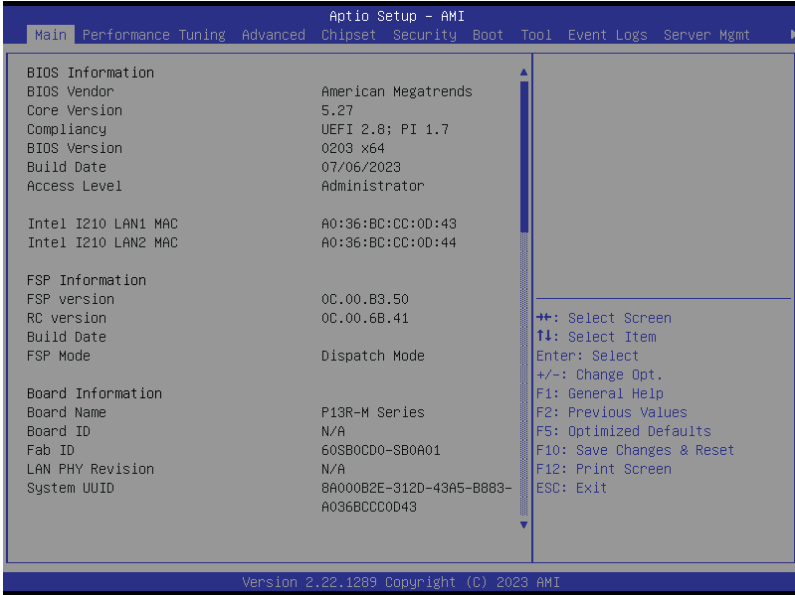 Aptio Setup – AMI
Main Performance Tuning Advanced Chipset Security Boot Tool Event Logs Server Mgmt
BIOS Information
BIOS Vendor American Megatrends
Core Version 5.27
Compliancy UEFI 2.8; PI 1.7
BIOS Version 0203 x64
Build Date 07/06/2023
Access Level Administrator
Intel I210 LAN1 MAC A0:36:BC:CC:0D:43
Intel I210 LAN2 MAC A0:36:BC:CC:0D:44
FSP Information
FSP version 0C.00.B3.50
RC version 0C.00.6B.41
Build Date
FSP Mode Dispatch Mode
Board Information
Board Name P13R-M Series
Board ID N/A
Fab ID 60SB0CD0-SB0A01
LAN PHY Revision N/A
System UUID 8A000B2E-312D-43A5-B883-
A036BCCC0D43
→←: Select Screen
↑↓: Select Item
Enter: Select
+/-: Change Opt.
F1: General Help
F2: Previous Values
F5: Optimized Defaults
F10: Save Changes & Reset
F12: Print Screen
ESC: Exit
Version 2.22.1289 Copyright (C) 2023 AMI